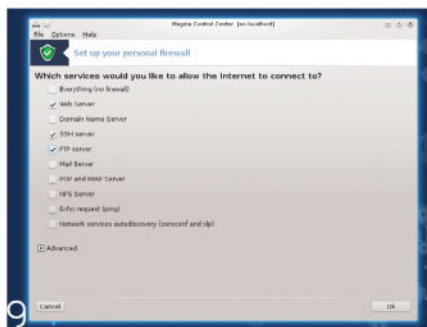 Mageia Control Center [on localhost]
File Options Help
Set up your personal firewall
Which services would you like to allow the Internet to connect to?
Everything (no firewall)
Web Server
Domain Name Server
SSH server
FTP server
Mail Server
POP and IMAP Server
NFS Server
Echo request (ping)
Network services autodiscovery (zeroconf and slp)
Advanced
Cancel
Ok
9